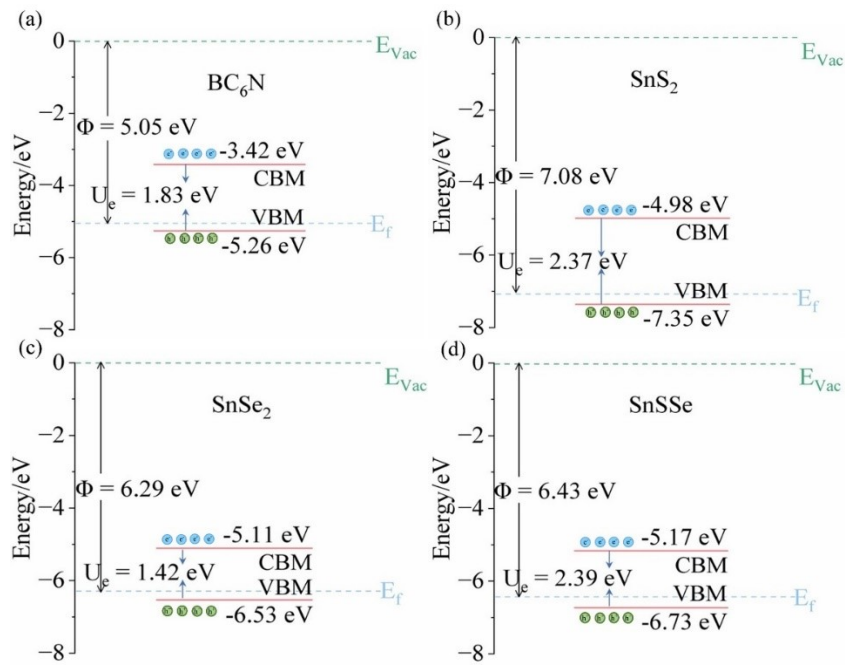 (a)
0
E_Vac
BC₆N
−2
Φ = 5.05 eV
-3.42 eV
−4
CBM
U_e = 1.83 eV
VBM
E_f
-5.26 eV
−6
−8
Energy/eV
(b)
0
E_Vac
SnS₂
−2
Φ = 7.08 eV
−4
-4.98 eV
CBM
−6
U_e = 2.37 eV
VBM
E_f
-7.35 eV
−8
Energy/eV
(c)
0
E_Vac
SnSe₂
−2
Φ = 6.29 eV
−4
-5.11 eV
CBM
U_e = 1.42 eV
VBM
−6
E_f
-6.53 eV
−8
Energy/eV
(d)
0
E_Vac
SnSSe
−2
Φ = 6.43 eV
−4
-5.17 eV
CBM
U_e = 2.39 eV
VBM
−6
E_f
-6.73 eV
−8
Energy/eV